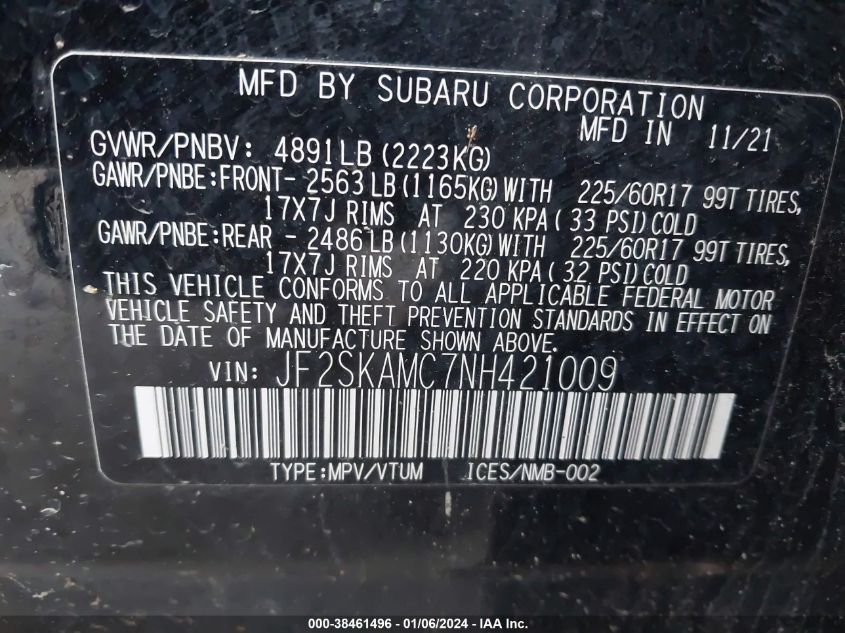 MFD BY SUBARU CORPORATION
MFD IN 11/21
GVWR/PNBV: 4891LB(2223KG)
GAWR/PNBE:FRONT- 2563LB(1165KG)WITH 225/60R17 99T TIRES,
17X7J RIMS AT 230 KPA( 33 PSI)COLD
GAWR/PNBE:REAR - 2486LB(1130KG)WITH 225/60R17 99T TIRES,
17X7J RIMS AT 220 KPA( 32 PSI)COLD
THIS VEHICLE CONFORMS TO ALL APPLICABLE FEDERAL MOTOR
VEHICLE SAFETY AND THEFT PREVENTION STANDARDS IN EFFECT ON
THE DATE OF MANUFACTURE SHOWN ABOVE.
VIN: JF2SKAMC7NH421009
TYPE:MPV/VTUM ICES/NMB-002
000-38461496 - 01/06/2024 - IAA Inc.